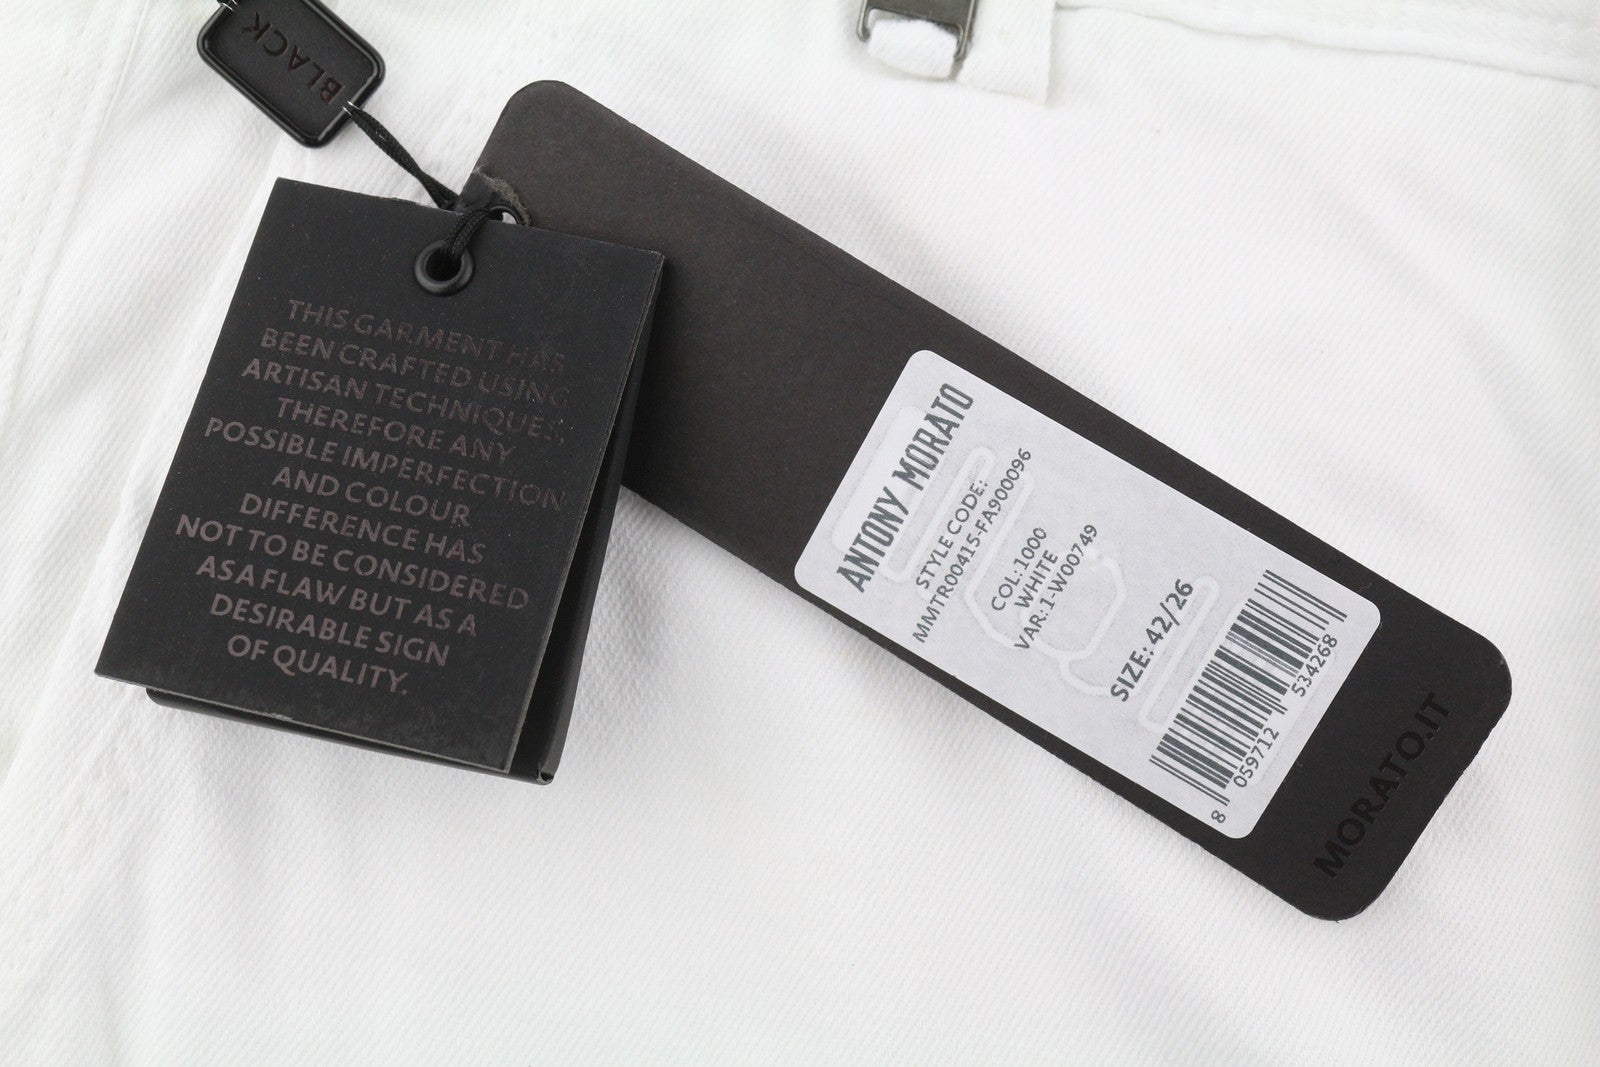 BLACK
THIS GARMENT HAS
BEEN CRAFTED USING
ARTISAN TECHNIQUES,
THEREFORE ANY
POSSIBLE IMPERFECTION
AND COLOUR
DIFFERENCE HAS
NOT TO BE CONSIDERED
AS A FLAW BUT AS A
DESIRABLE SIGN
OF QUALITY.
ANTONY MORATO
STYLE CODE:
MMTR00415-FA900096
COL: 1000
WHITE
VAR: 1-W00749
SIZE: 42/26
8 059712 534268
MORATO.IT